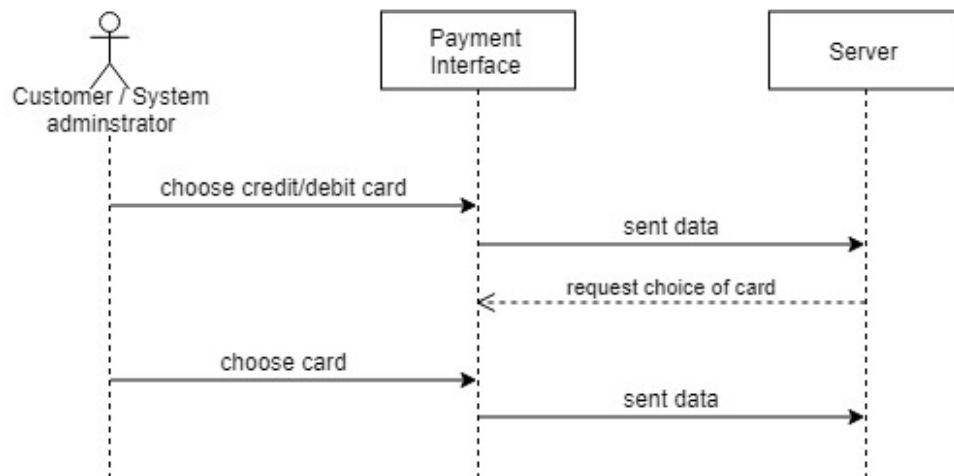 Payment
Interface
Server
Customer / System
adminstrator
choose credit/debit card
sent data
request choice of card
choose card
sent data